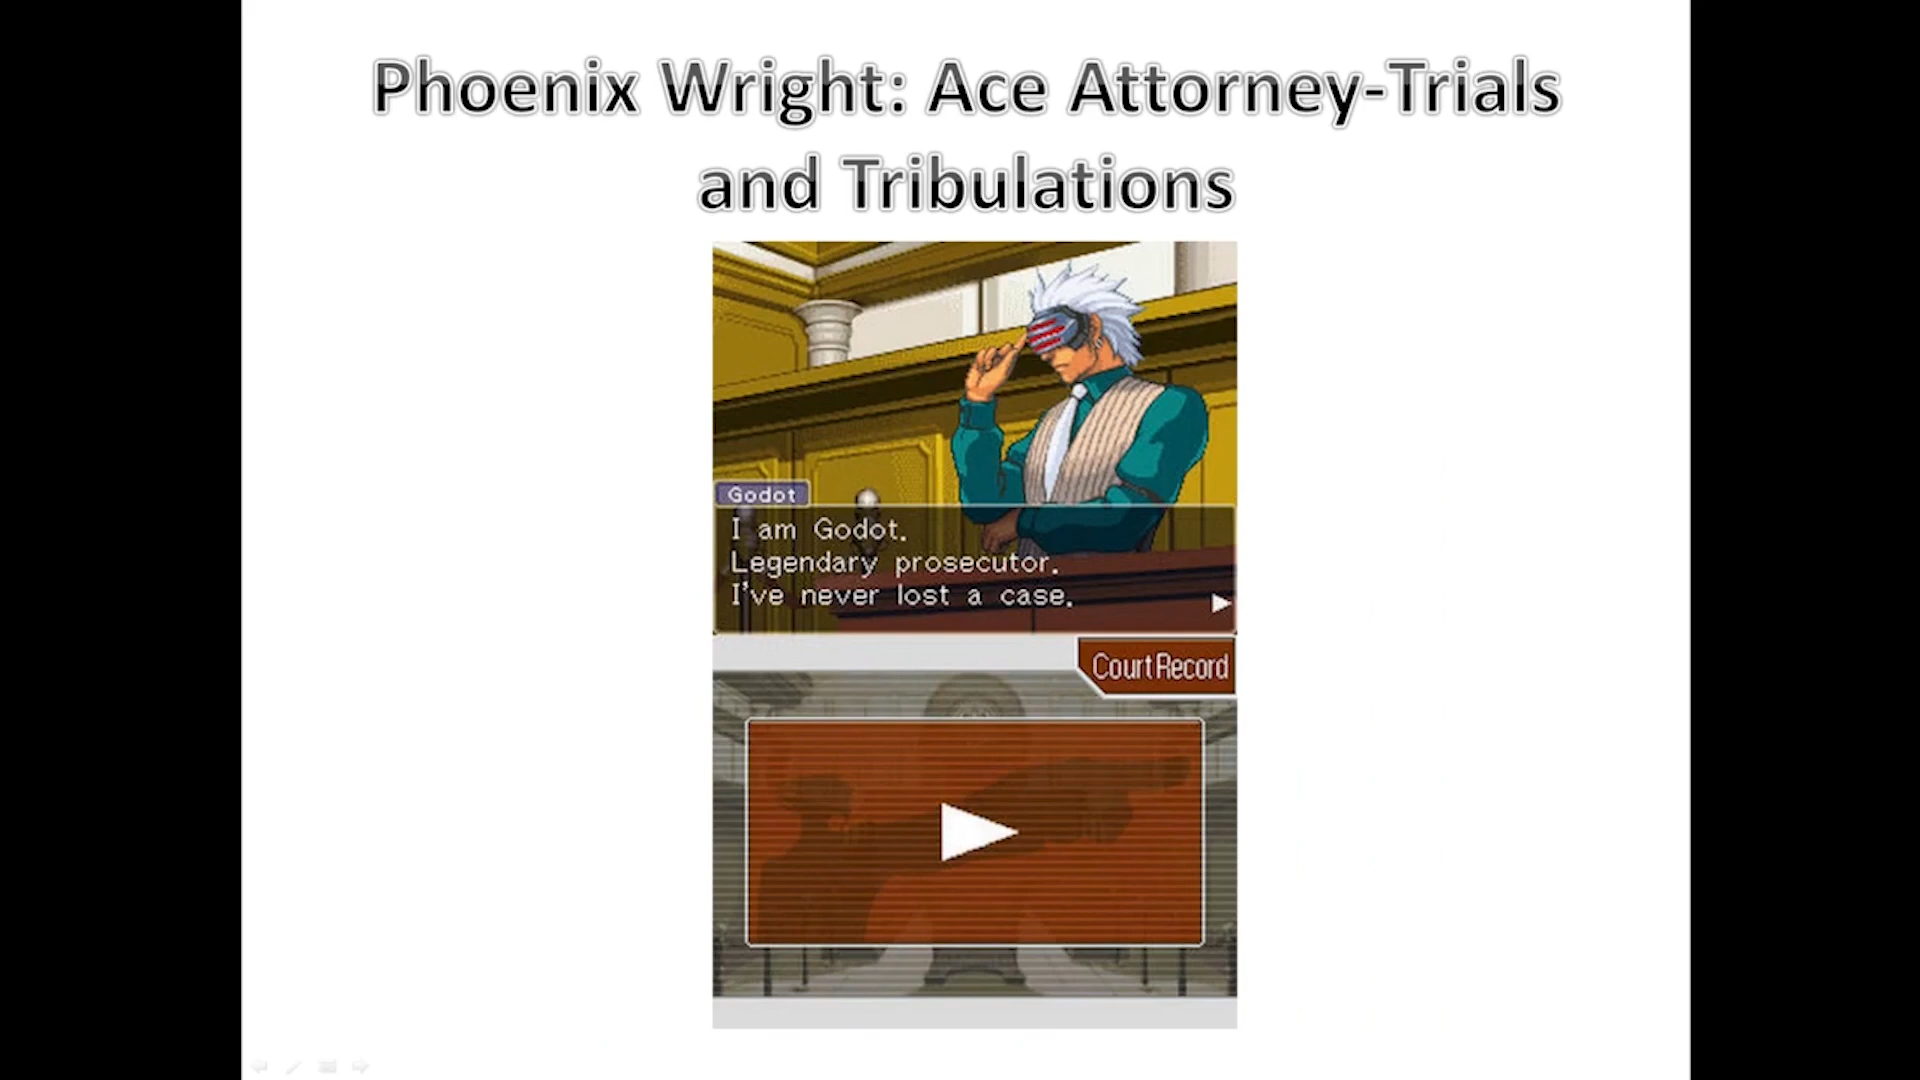 Phoenix Wright: Ace Attorney-Trials
and Tribulations
Godot
I am Godot.
Legendary prosecutor.
I've never lost a case.
Court Record